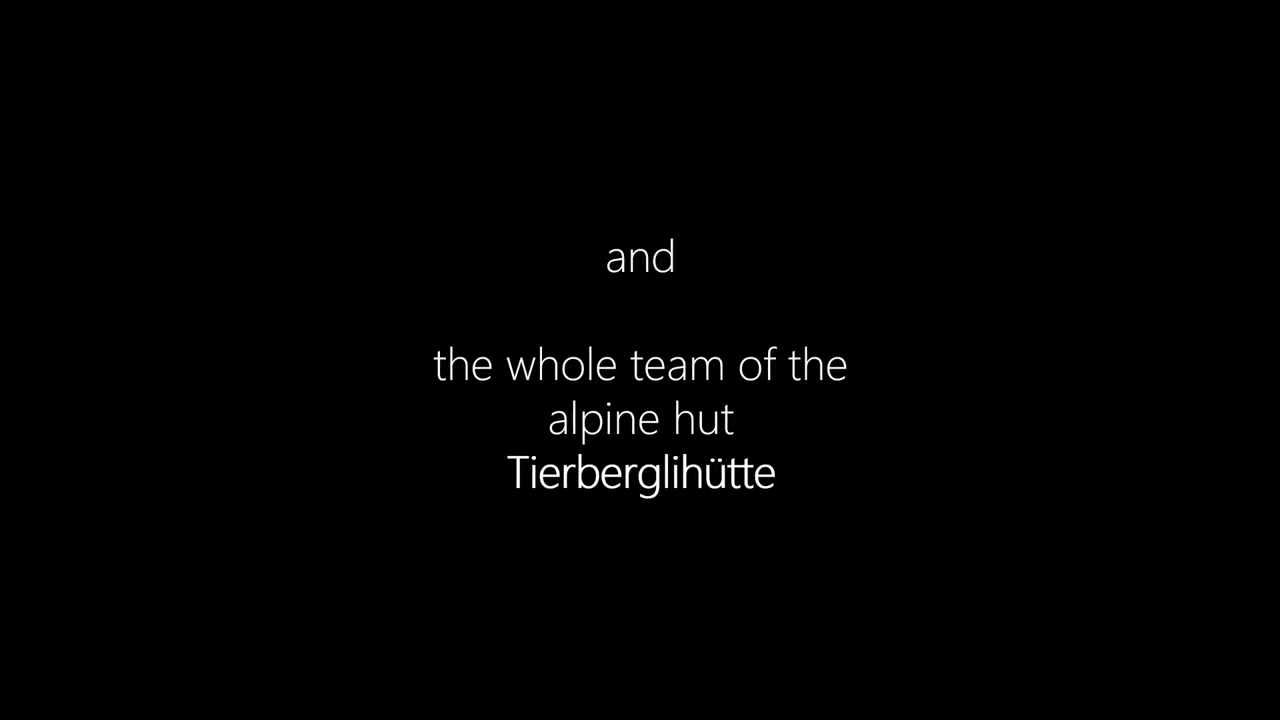 and
the whole team of the
alpine hut
Tierberglihütte